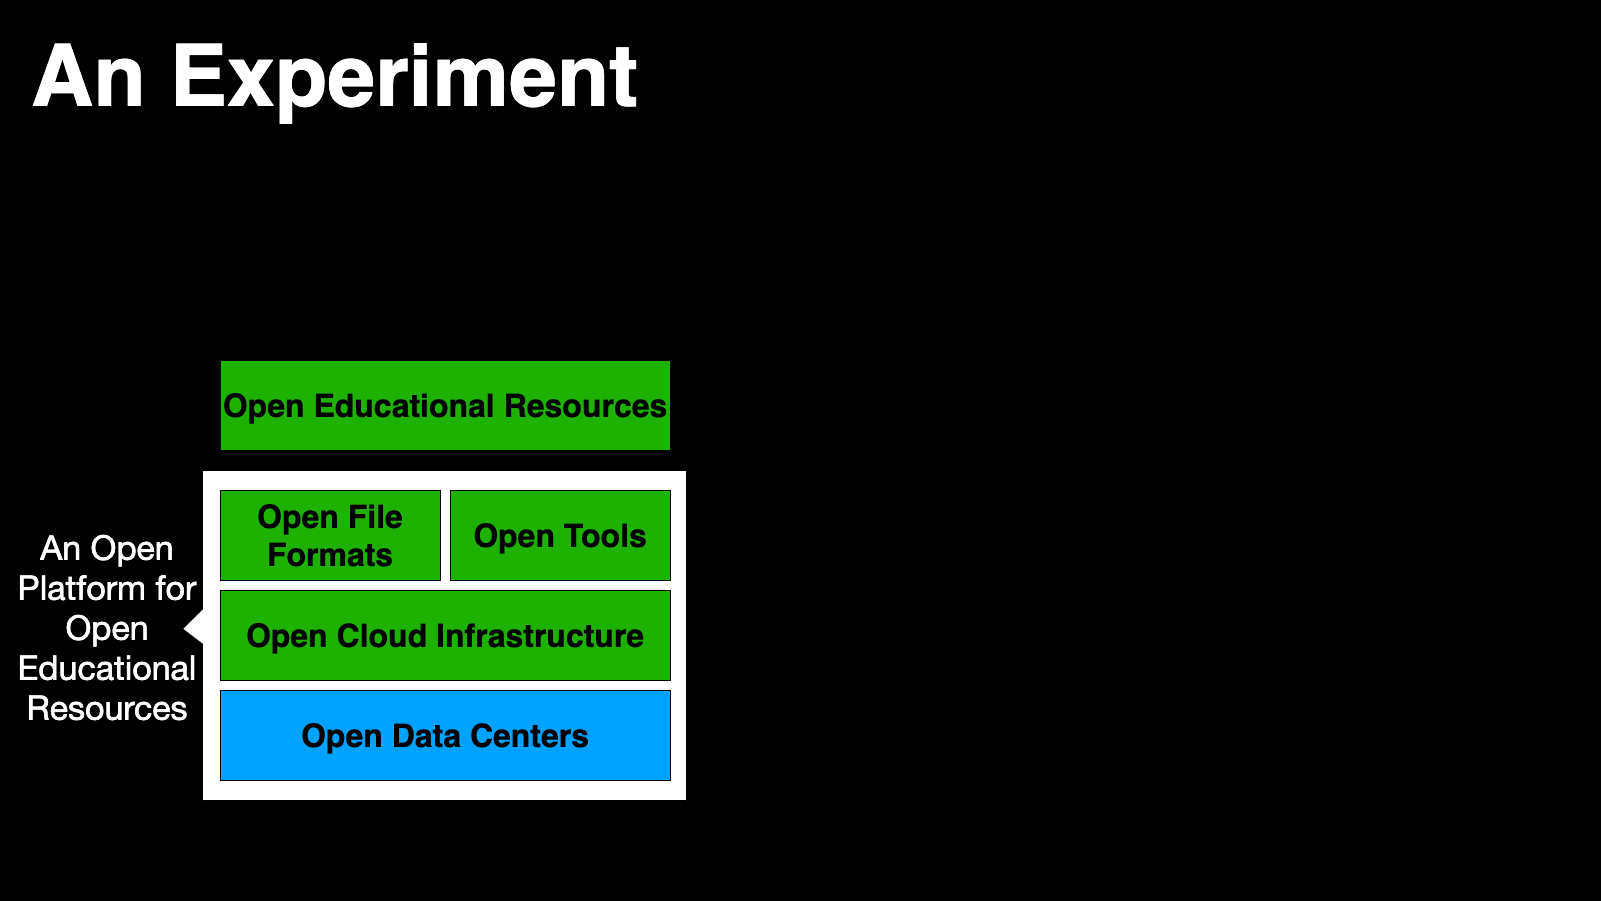 An Experiment
Open Educational Resources
Open File
Formats
Open Tools
An Open
Platform for
Open
Educational
Resources
Open Cloud Infrastructure
Open Data Centers